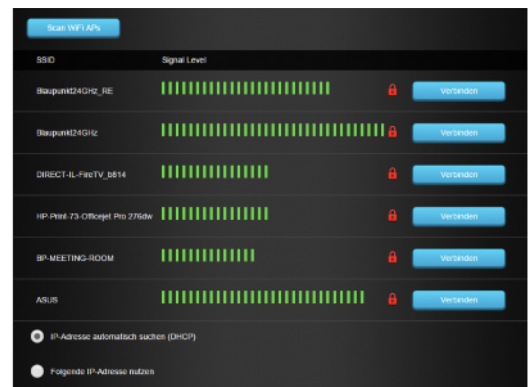 Scan WiFi APs
SSID Signal Level
Blaupunkt24GHz_RE Verbinden
Blaupunkt24GHz Verbinden
DIRECT-IL-FireTV_b814 Verbinden
HP-Print-73-Officejet Pro 276dw Verbinden
BP-MEETING-ROOM Verbinden
ASUS Verbinden
IP-Adresse automatisch suchen (DHCP)
Folgende IP-Adresse nutzen